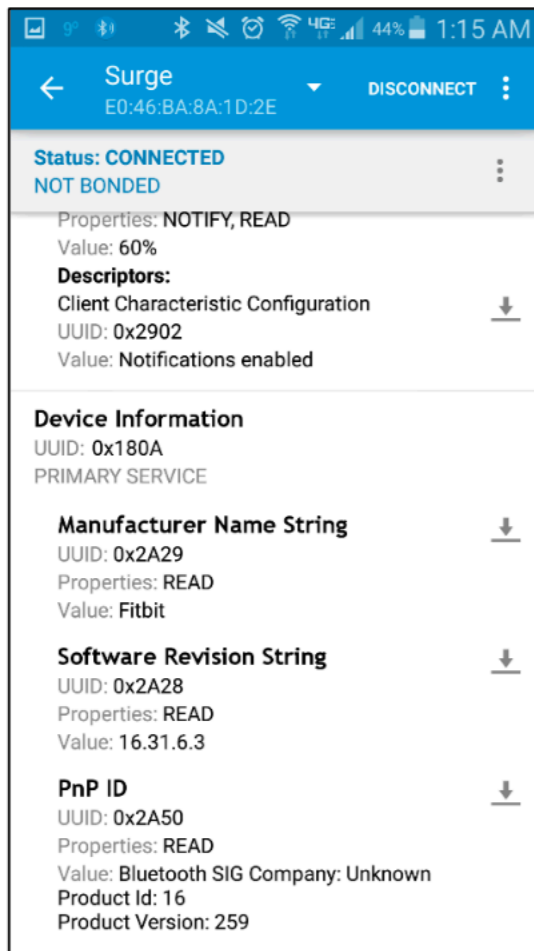 9° 4GE 44% 1:15 AM
Surge DISCONNECT
E0:46:BA:8A:1D:2E
Status: CONNECTED
NOT BONDED
Properties: NOTIFY, READ
Value: 60%
Descriptors:
Client Characteristic Configuration
UUID: 0x2902
Value: Notifications enabled
Device Information
UUID: 0x180A
PRIMARY SERVICE
Manufacturer Name String
UUID: 0x2A29
Properties: READ
Value: Fitbit
Software Revision String
UUID: 0x2A28
Properties: READ
Value: 16.31.6.3
PnP ID
UUID: 0x2A50
Properties: READ
Value: Bluetooth SIG Company: Unknown
Product Id: 16
Product Version: 259